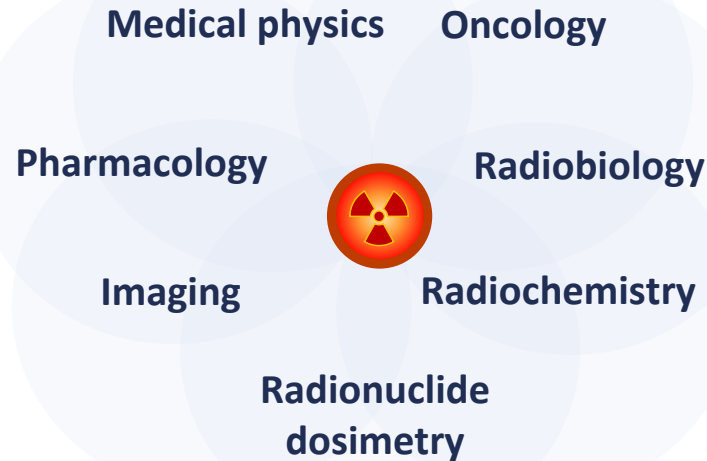 Medical physics Oncology
Pharmacology Radiobiology
Imaging Radiochemistry
Radionuclide
dosimetry